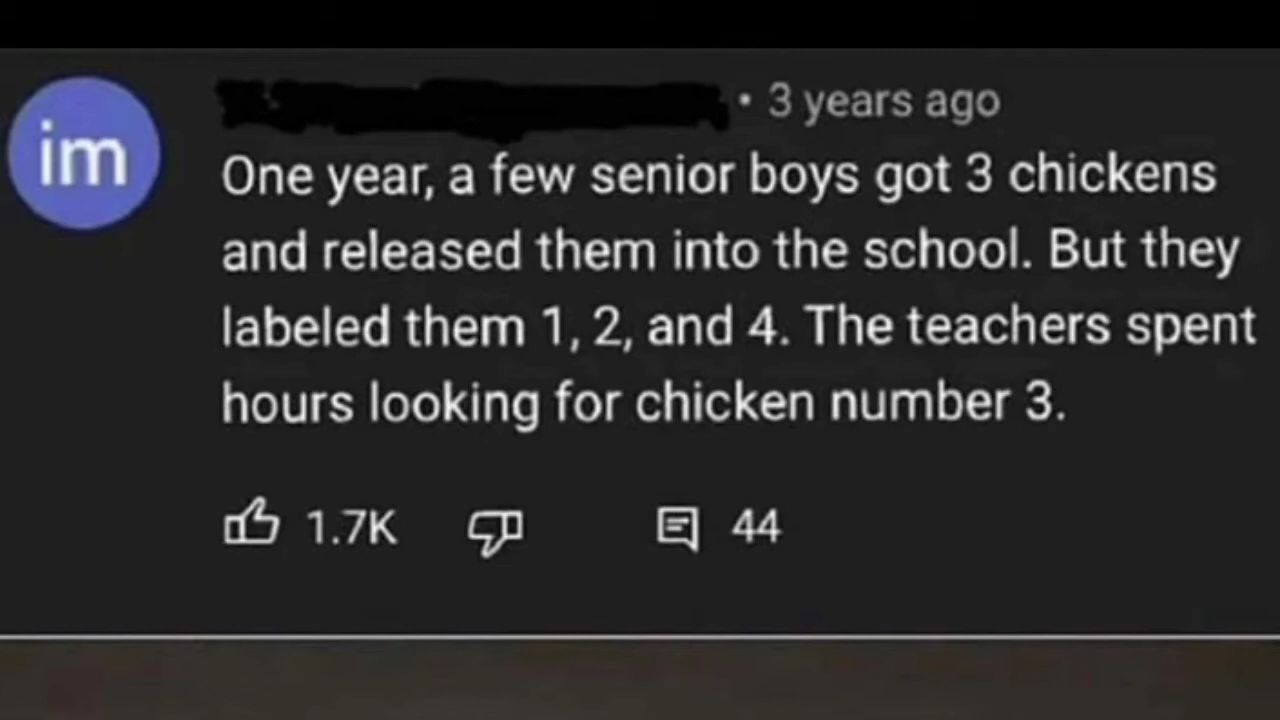 im
• 3 years ago
One year, a few senior boys got 3 chickens
and released them into the school. But they
labeled them 1, 2, and 4. The teachers spent
hours looking for chicken number 3.
1.7K 44